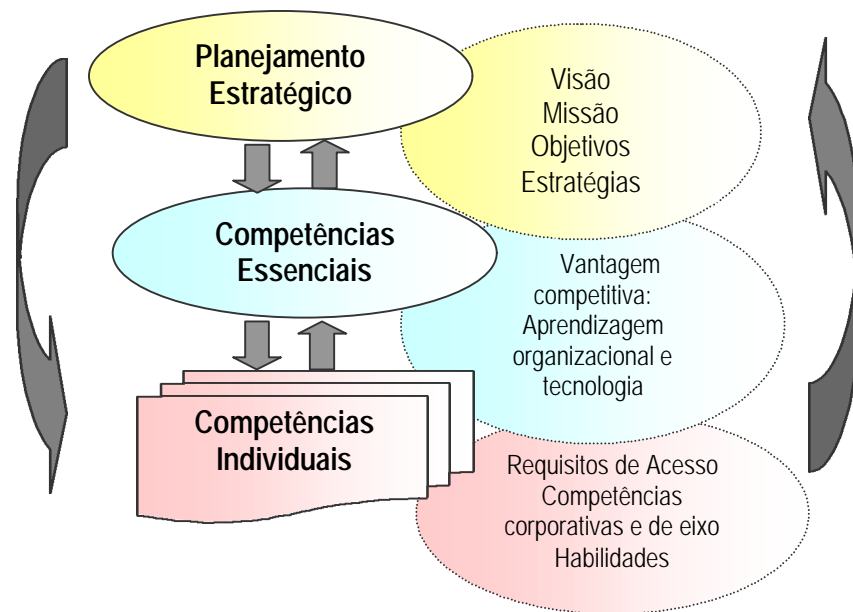 Planejamento
Estratégico
Visão
Missão
Objetivos
Estratégias
Competências
Essenciais
Vantagem
competitiva:
Aprendizagem
organizacional e
tecnologia
Competências
Individuais
Requisitos de Acesso
Competências
corporativas e de eixo
Habilidades